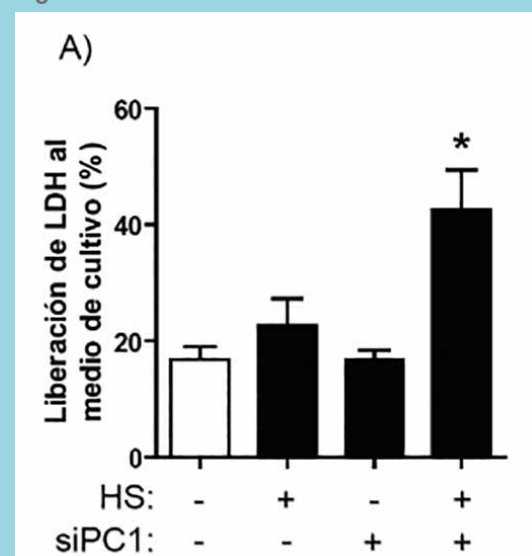 A)
Liberación de LDH al
medio de cultivo (%)
60
40
20
0
*
HS: - + - +
siPC1: - - + +